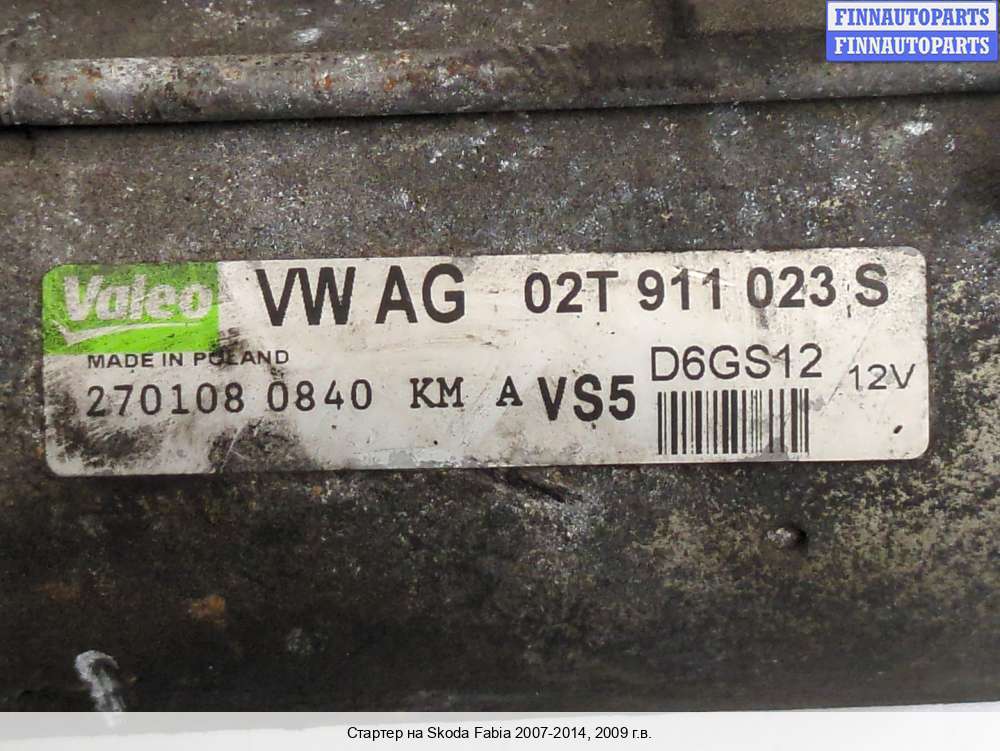 FINNAUTOPARTS
FINNAUTOPARTS
Valeo VW AG 02T 911 023 S
MADE IN POLAND D6GS12 12V
270108 0840 KM A VS5
Стартер на Skoda Fabia 2007-2014, 2009 г.в.